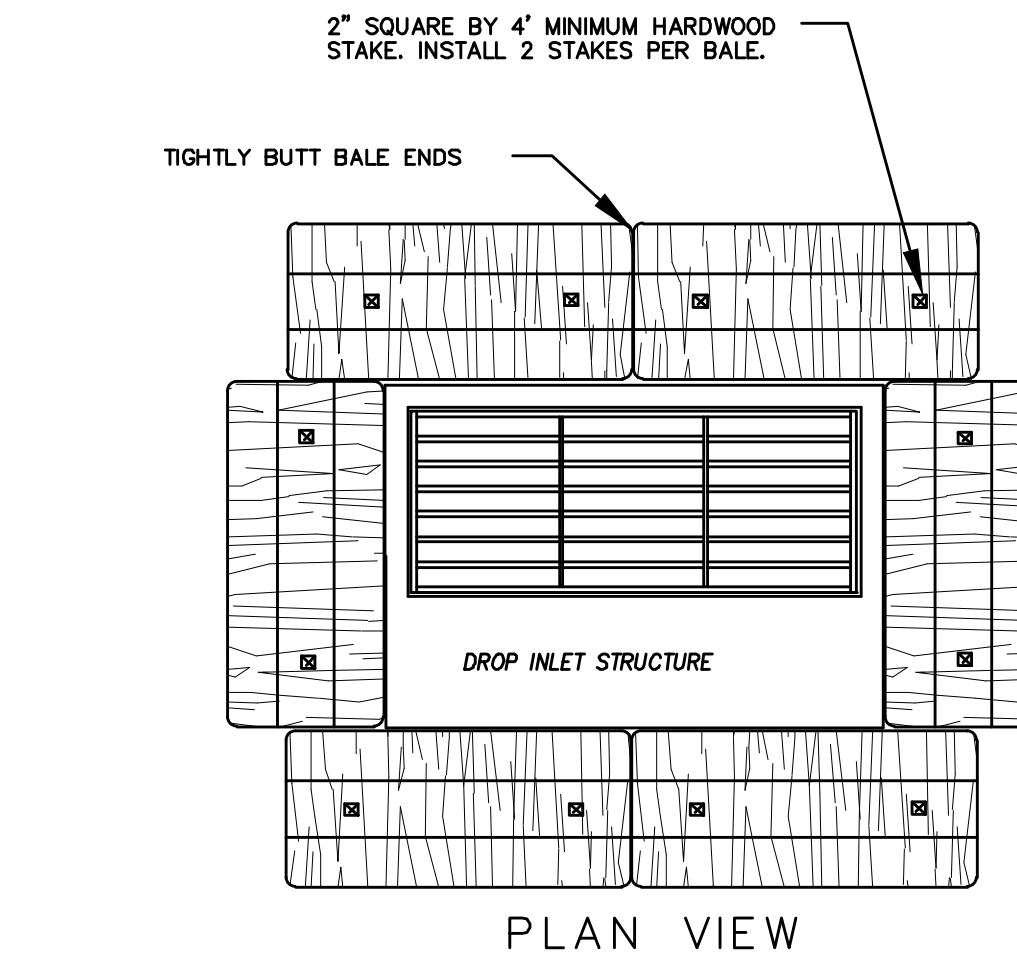 2" SQUARE BY 4' MINIMUM HARDWOOD
STAKE. INSTALL 2 STAKES PER BALE.
TIGHTLY BUTT BALE ENDS
DROP INLET STRUCTURE
PLAN VIEW